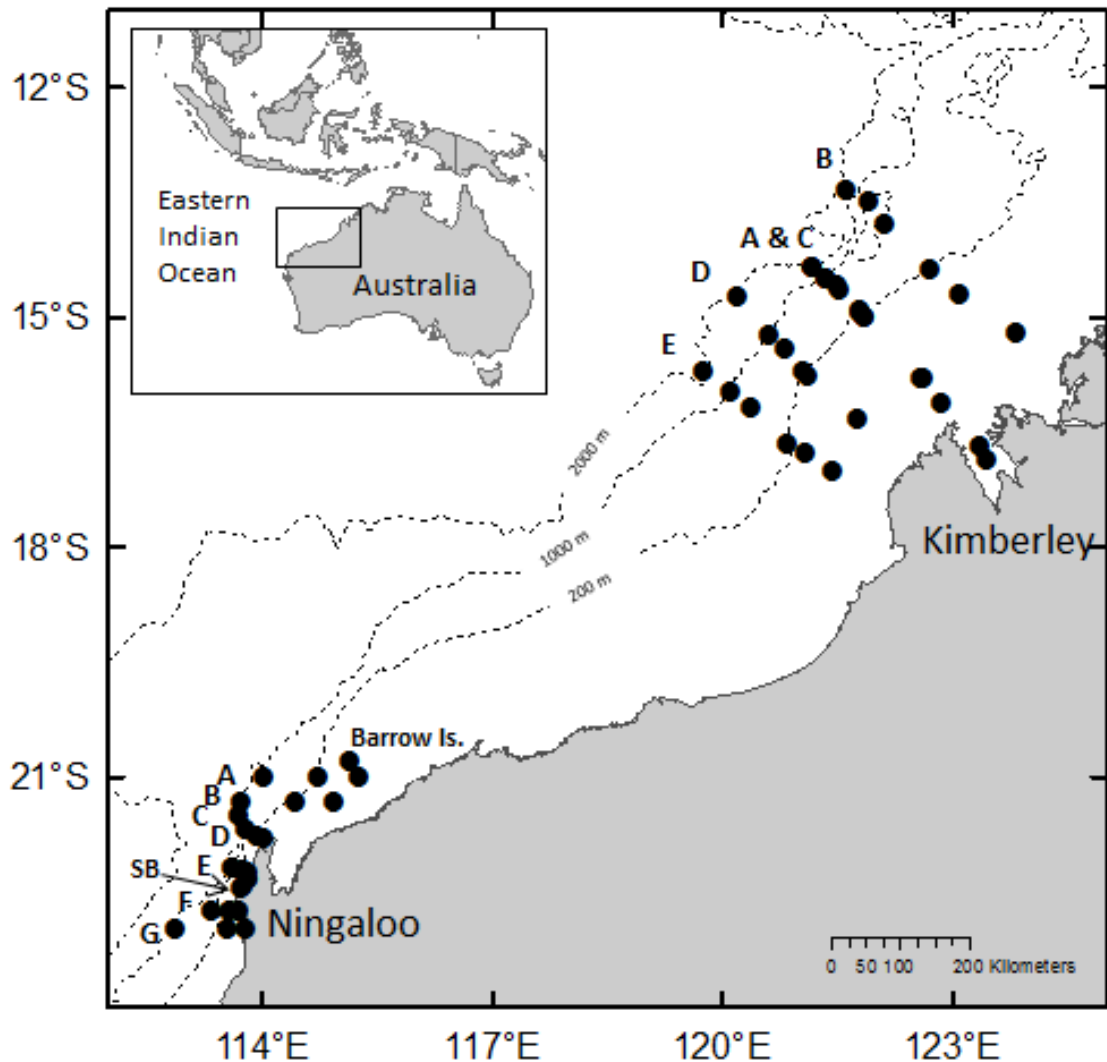 12°S
15°S
18°S
21°S
Eastern
Indian
Ocean
Australia
B
A & C
D
E
2000 m
1000 m
200 m
Kimberley
Barrow Is.
A
B
C
D
E
SB
F
G
Ningaloo
0 50 100 200 Kilometers
114°E 117°E 120°E 123°E